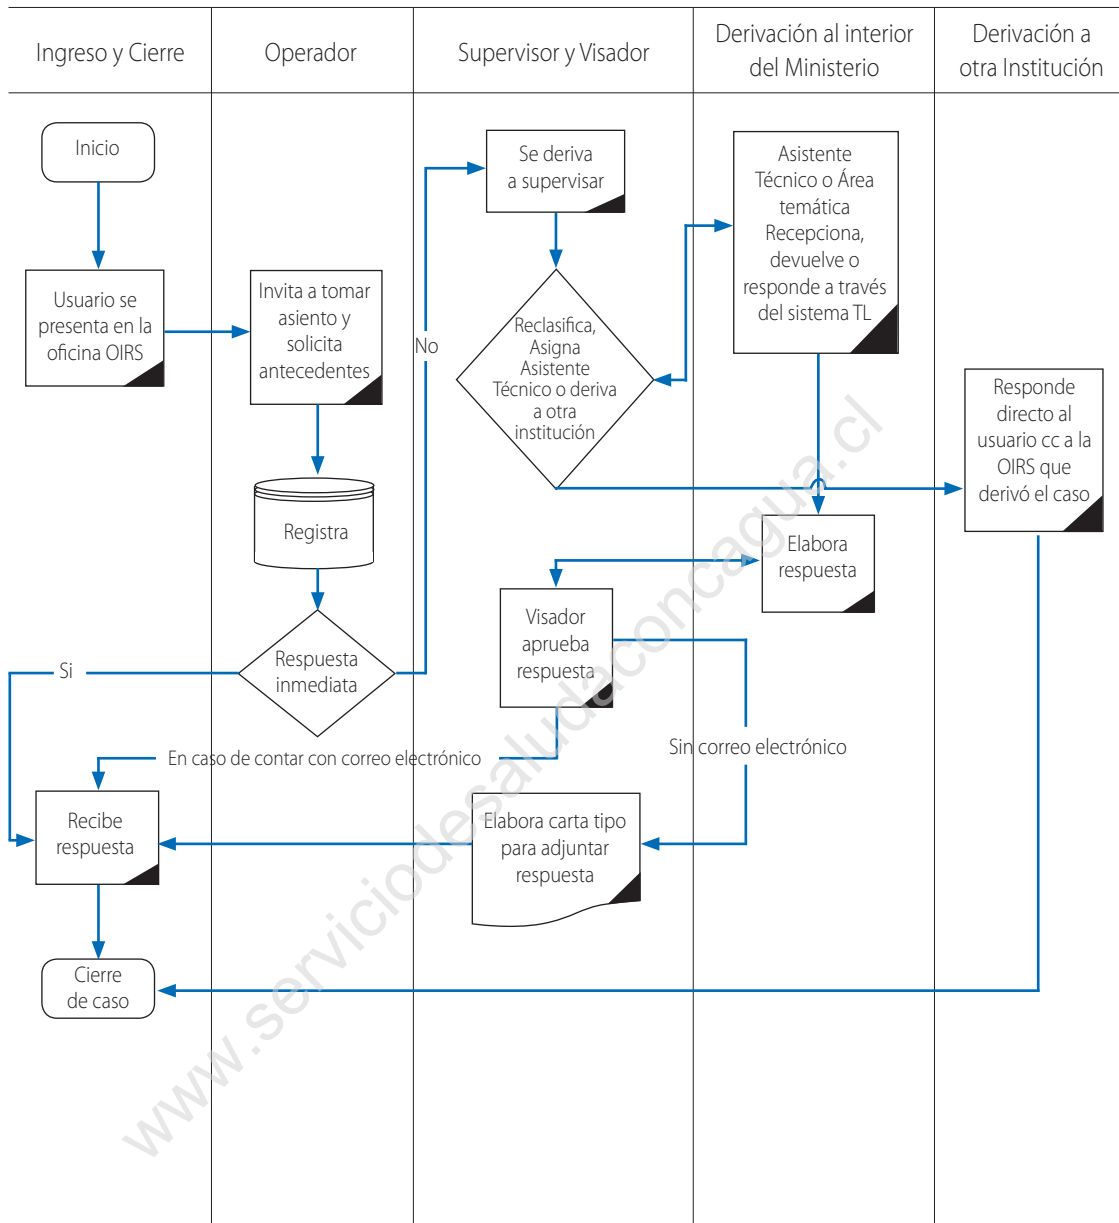 Ingreso y Cierre
Operador
Supervisor y Visador
Derivación al interior
del Ministerio
Derivación a
otra Institución
Inicio
Usuario se
presenta en la
oficina OIRS
Invita a tomar
asiento y
solicita
antecedentes
Registra
Respuesta
inmediata
Si
No
Se deriva
a supervisar
Reclasifica,
Asigna
Asistente
Técnico o deriva
a otra
institución
Asistente
Técnico o Área
temática
Recepciona,
devuelve o
responde a través
del sistema TL
Responde
directo al
usuario cc a la
OIRS que
derivó el caso
Elabora
respuesta
Visador
aprueba
respuesta
En caso de contar con correo electrónico
Sin correo electrónico
Elabora carta tipo
para adjuntar
respuesta
Recibe
respuesta
Cierre
de caso
www.serviciodesaludaconcagua.cl